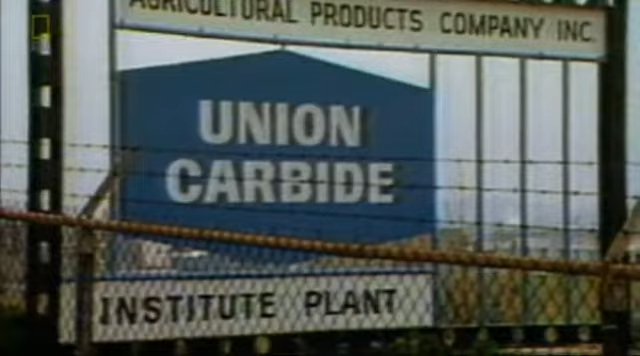 AGRICULTURAL PRODUCTS COMPANY INC.
UNION
CARBIDE
INSTITUTE PLANT